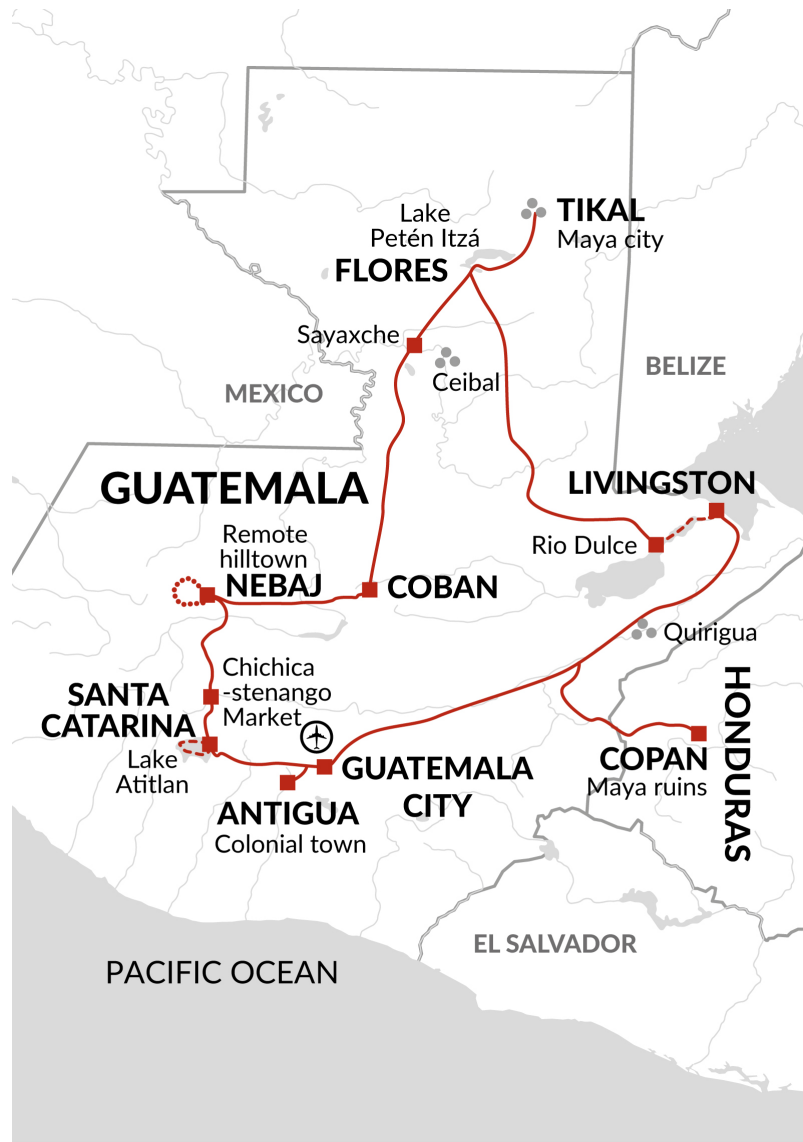 Lake
Petén Itzá
TIKAL
Maya city
FLORES
Sayaxche
Ceibal
BELIZE
MEXICO
GUATEMALA
LIVINGSTON
Remote
hilltown
NEBAJ
COBAN
Rio Dulce
Quirigua
Chichica
-stenango
Market
SANTA
CATARINA
Lake
Atitlan
HONDURAS
COPAN
Maya ruins
GUATEMALA
CITY
ANTIGUA
Colonial town
EL SALVADOR
PACIFIC OCEAN